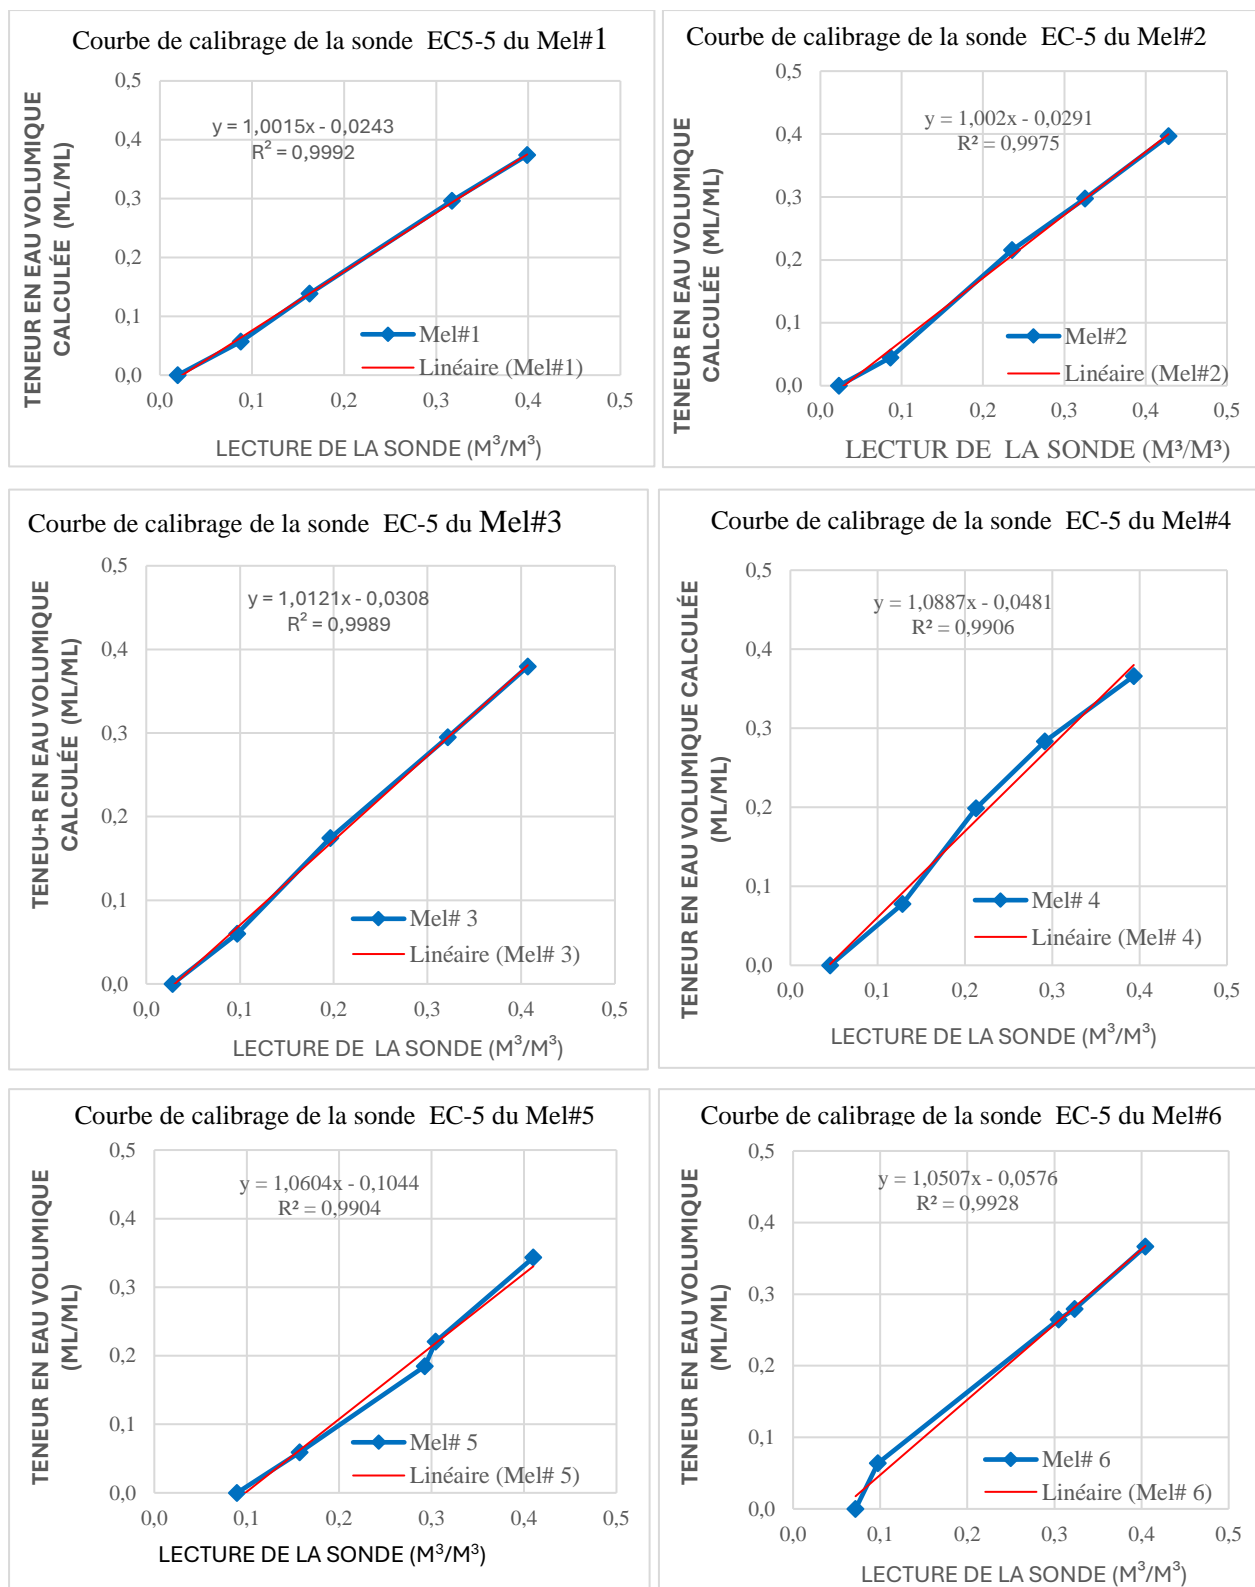 Courbe de calibrage de la sonde EC5-5 du Mel#1
TENEUR EN EAU VOLUMIQUE
CALCULÉE (ML/ML)
0,5
0,4
0,3
0,2
0,1
0,0
y = 1,0015x - 0,0243
R² = 0,9992
Mel#1
Linéaire (Mel#1)
0,0 0,1 0,2 0,3 0,4 0,5
LECTURE DE LA SONDE (M³/M³)
Courbe de calibrage de la sonde EC-5 du Mel#2
TENEUR EN EAU VOLUMIQUE
CALCULÉE (ML/ML)
0,5
0,4
0,3
0,2
0,1
0,0
y = 1,002x - 0,0291
R² = 0,9975
Mel#2
Linéaire (Mel#2)
0,0 0,1 0,2 0,3 0,4 0,5
LECTUR DE LA SONDE (M³/M³)
Courbe de calibrage de la sonde EC-5 du Mel#3
TENEU+R EN EAU VOLUMIQUE
CALCULÉE (ML/ML)
0,5
0,4
0,3
0,2
0,1
0,0
y = 1,0121x - 0,0308
R² = 0,9989
Mel# 3
Linéaire (Mel# 3)
0,0 0,1 0,2 0,3 0,4 0,5
LECTURE DE LA SONDE (M³/M³)
Courbe de calibrage de la sonde EC-5 du Mel#4
TENEUR EN EAU VOLUMIQUE CALCULÉE
(ML/ML)
0,5
0,4
0,3
0,2
0,1
0,0
y = 1,0887x - 0,0481
R² = 0,9906
Mel# 4
Linéaire (Mel# 4)
0,0 0,1 0,2 0,3 0,4 0,5
LECTURE DE LA SONDE (M³/M³)
Courbe de calibrage de la sonde EC-5 du Mel#5
TENEUR EN EAU VOLUMIQUE
(ML/ML)
0,5
0,4
0,3
0,2
0,1
0,0
y = 1,0604x - 0,1044
R² = 0,9904
Mel# 5
Linéaire (Mel# 5)
0,0 0,1 0,2 0,3 0,4 0,5
LECTURE DE LA SONDE (M³/M³)
Courbe de calibrage de la sonde EC-5 du Mel#6
TENEUR EN EAU VOLUMIQUE
(ML/ML)
0,5
0,4
0,3
0,2
0,1
0,0
y = 1,0507x - 0,0576
R² = 0,9928
Mel# 6
Linéaire (Mel# 6)
0,0 0,1 0,2 0,3 0,4 0,5
LECTURE DE LA SONDE (M³/M³)